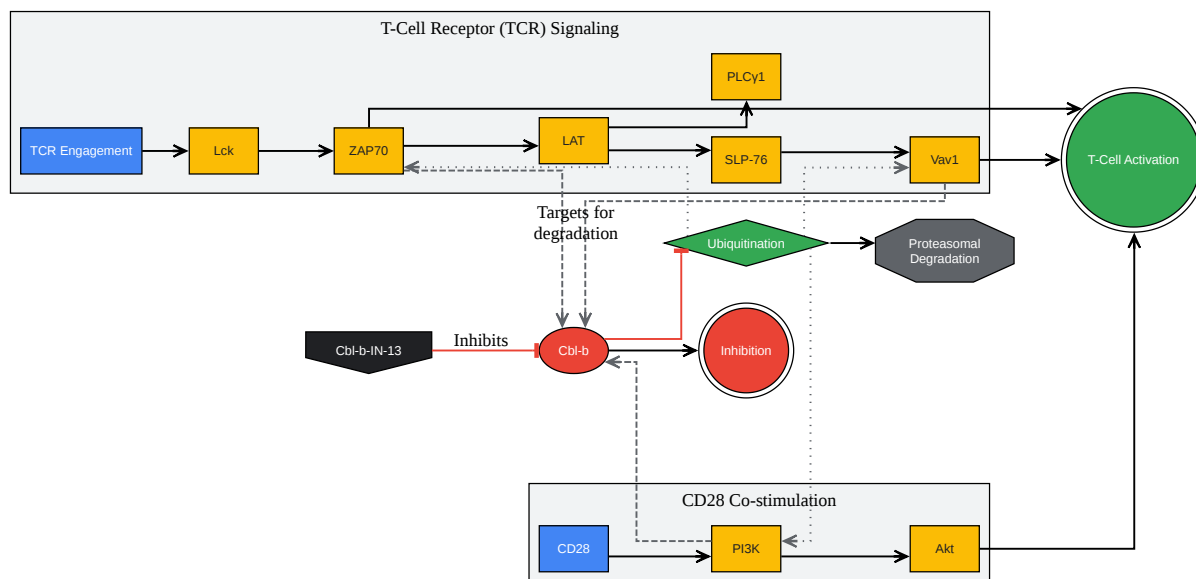 T-Cell Receptor (TCR) Signaling
PLCγ1
TCR Engagement
Lck
ZAP70
LAT
SLP-76
Vav1
T-Cell Activation
Targets for
degradation
Ubiquitination
Proteasomal
Degradation
Cbl-b-IN-13
Inhibits
Cbl-b
Inhibition
CD28 Co-stimulation
CD28
PI3K
Akt